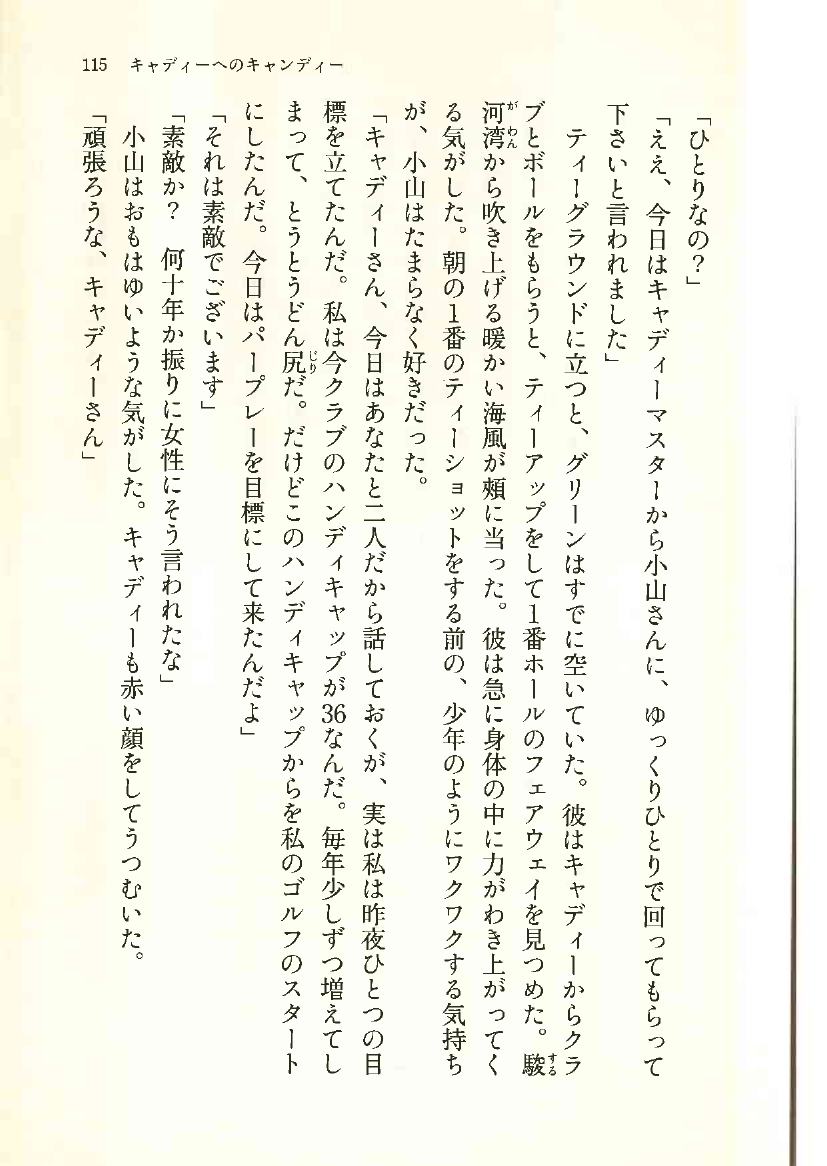 115　キャディーへのキャンディー
「ひとりなの？」
「ええ、今日はキャディーマスターから小山さんに、ゆっくりひとりで回ってもらって
下さいと言われました」
　ティーグラウンドに立つと、グリーンはすでに空いていた。彼はキャディーからクラ
ブとボールをもらうと、ティーアップをして1番ホールのフェアウェイを見つめた。駿
河湾から吹き上げる暖かい海風が頰に当った。彼は急に身体の中に力がわき上がってく
る気がした。朝の1番のティーショットをする前の、少年のようにワクワクする気持ち
が、小山はたまらなく好きだった。
「キャディーさん、今日はあなたと二人だから話しておくが、実は私は昨夜ひとつの目
標を立てたんだ。私は今クラブのハンディキャップが36なんだ。毎年少しずつ増えてし
まって、とうとうどん尻だ。だけどこのハンディキャップからを私のゴルフのスタート
にしたんだ。今日はパープレーを目標にして来たんだよ」
「それは素敵でございます」
「素敵か？　何十年か振りに女性にそう言われたな」
　小山はおもはゆいような気がした。キャディーも赤い顔をしてうつむいた。
「頑張ろうな、キャディーさん」